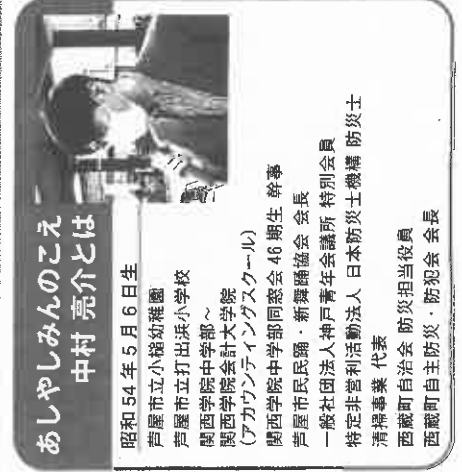 あしやしみんのこえ
中村 亮介とは
昭和54年5月6日生
芦屋市立小槌幼稚園
芦屋市立打出浜小学校
関西学院中学部～
関西学院会計大学院
(アカウンティングスクール)
関西学院中学部同窓会46期生 幹事
芦屋市民民踊・新舞踊協会 会長
一般社団法人神戸青年会議所 特別会員
特定非営利活動法人 日本防災士機構 防災士
清掃事業 代表
西蔵町自治会 防災担当役員
西蔵町自主防災・防犯会 会長